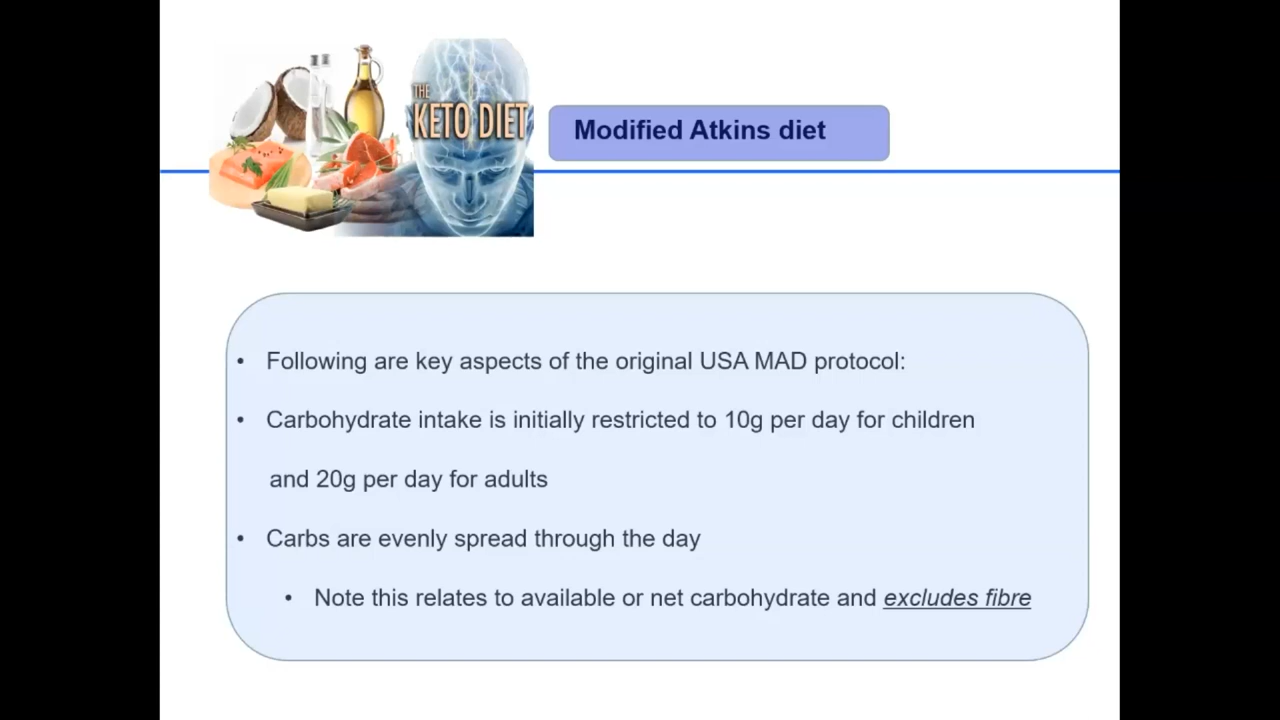 THE
KETO DIET
Modified Atkins diet
• Following are key aspects of the original USA MAD protocol:
• Carbohydrate intake is initially restricted to 10g per day for children
and 20g per day for adults
• Carbs are evenly spread through the day
• Note this relates to available or net carbohydrate and excludes fibre